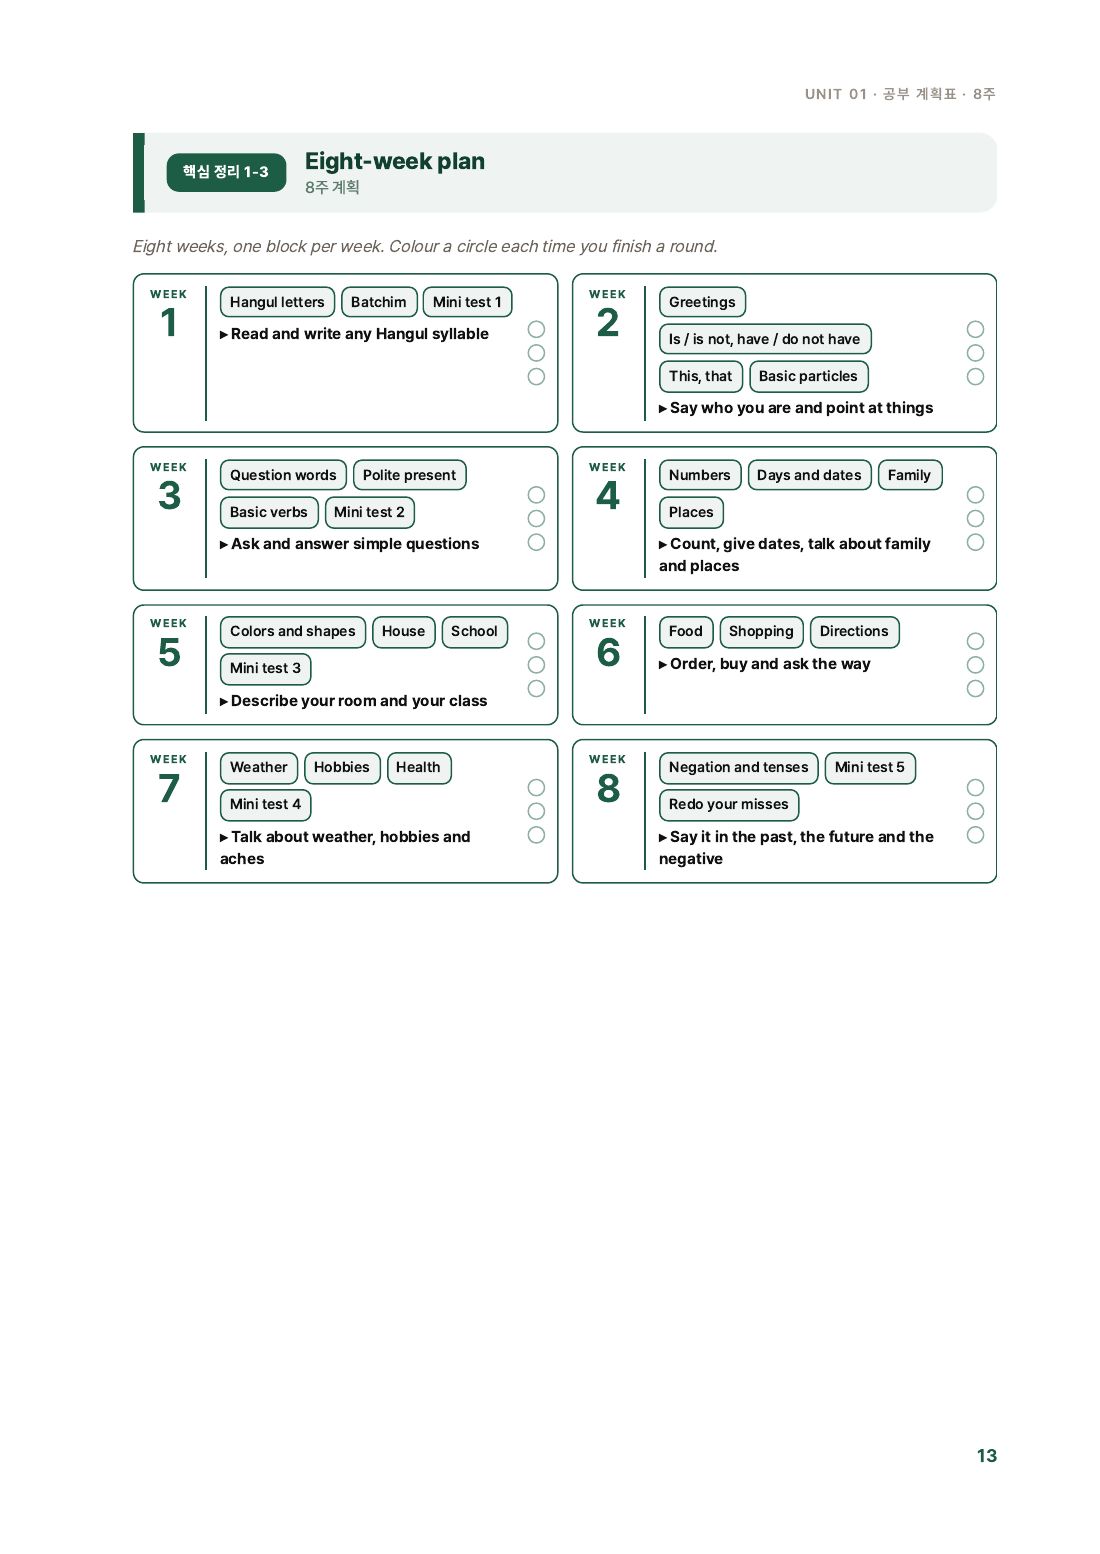 UNIT 01 · 공부 계획표 · 8주
핵심 정리 1-3
Eight-week plan
8주 계획
Eight weeks, one block per week. Colour a circle each time you finish a round.
WEEK
1
Hangul letters Batchim Mini test 1
▸ Read and write any Hangul syllable
WEEK
2
Greetings
Is / is not, have / do not have
This, that Basic particles
▸ Say who you are and point at things
WEEK
3
Question words Polite present
Basic verbs Mini test 2
▸ Ask and answer simple questions
WEEK
4
Numbers Days and dates Family
Places
▸ Count, give dates, talk about family
and places
WEEK
5
Colors and shapes House School
Mini test 3
▸ Describe your room and your class
WEEK
6
Food Shopping Directions
▸ Order, buy and ask the way
WEEK
7
Weather Hobbies Health
Mini test 4
▸ Talk about weather, hobbies and
aches
WEEK
8
Negation and tenses Mini test 5
Redo your misses
▸ Say it in the past, the future and the
negative
13